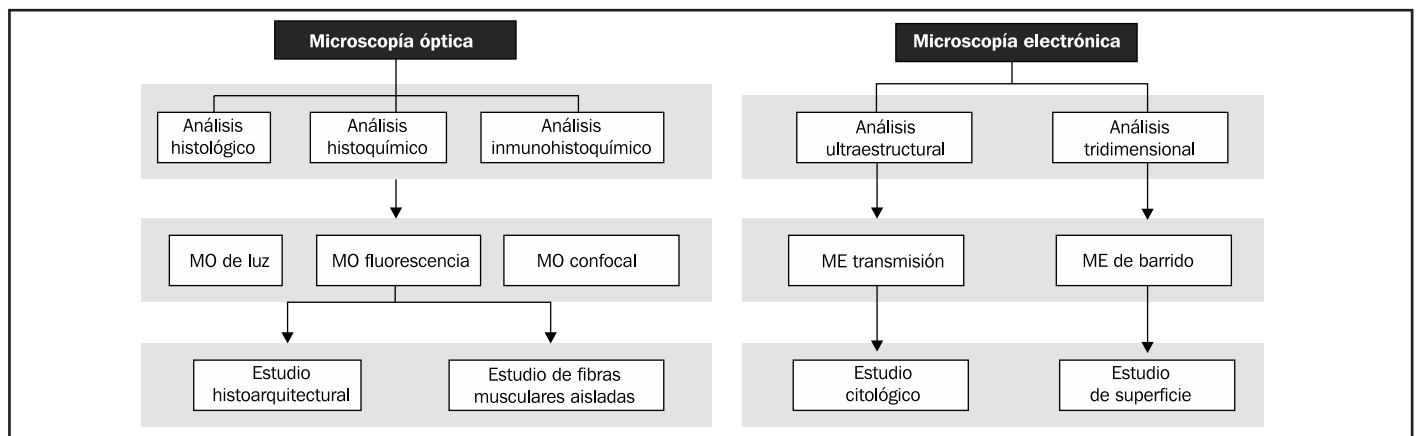 Microscopía óptica
Análisis
histológico
Análisis
histoquímico
Análisis
inmunohistoquímico
MO de luz
MO fluorescencia
MO confocal
Estudio
histoarquitectural
Estudio de fibras
musculares aisladas
Microscopía electrónica
Análisis
ultraestructural
Análisis
tridimensional
ME transmisión
ME de barrido
Estudio
citológico
Estudio
de superficie